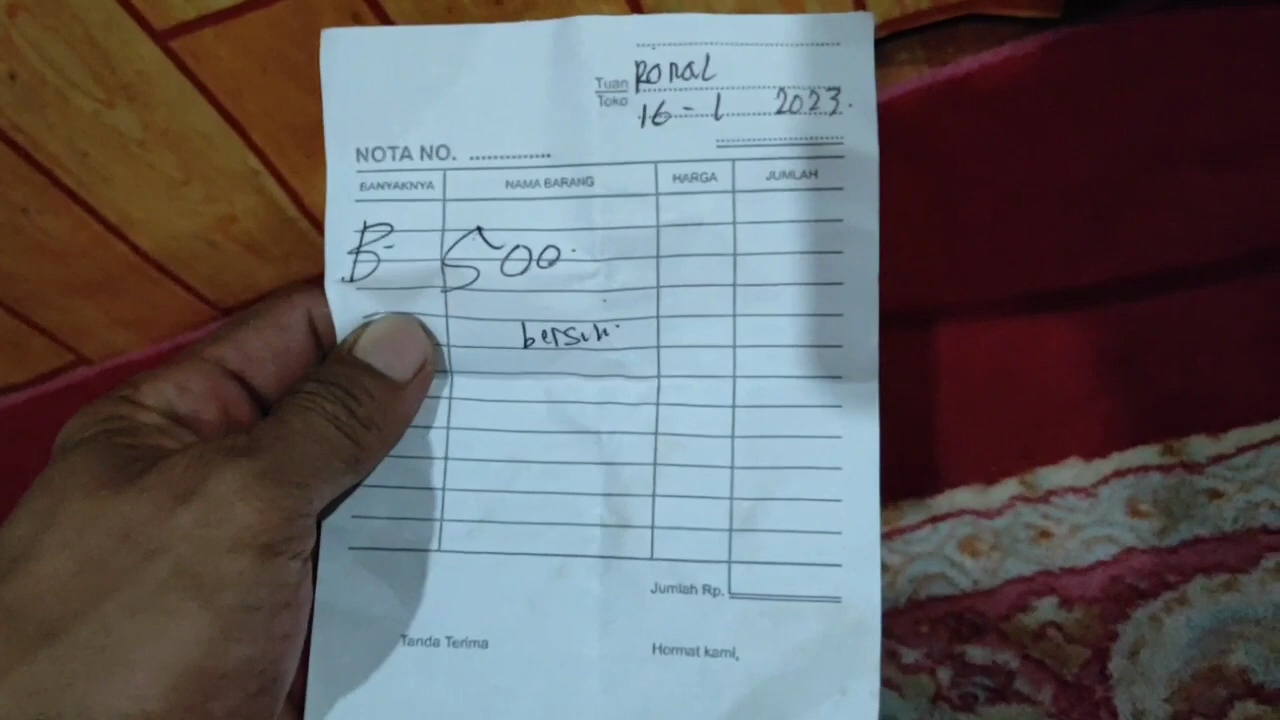 Tuan Ronal
Toko 16 - 1 2023.
NOTA NO. ..............
BANYAKNYA NAMA BARANG HARGA JUMLAH
B- 500.
bersih.
Jumlah Rp.
Tanda Terima Hormat kami,